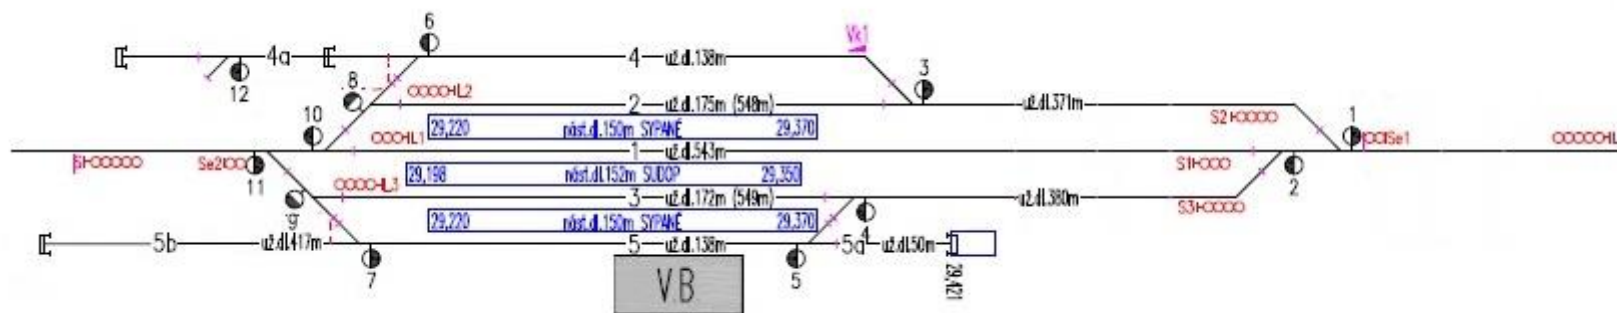 6
Vk1
4a
4
už.dl.138m
3
12
8
L2
2
už.dl.175m (548m)
už.dl.371m
S2
1
10
L1
29,220
nást.dl.150m SYPANÉ
29,370
Se1
L
S
Se2
1
už.dl.543m
S1
11
L3
29,198
nást.dl.152m SUDOP
29,350
2
9
3
už.dl.172m (549m)
už.dl.380m
S3
29,220
nást.dl.150m SYPANÉ
29,370
4
5b
už.dl.417m
5
už.dl.138m
5a
už.dl.50m
7
V.B
5
29,421